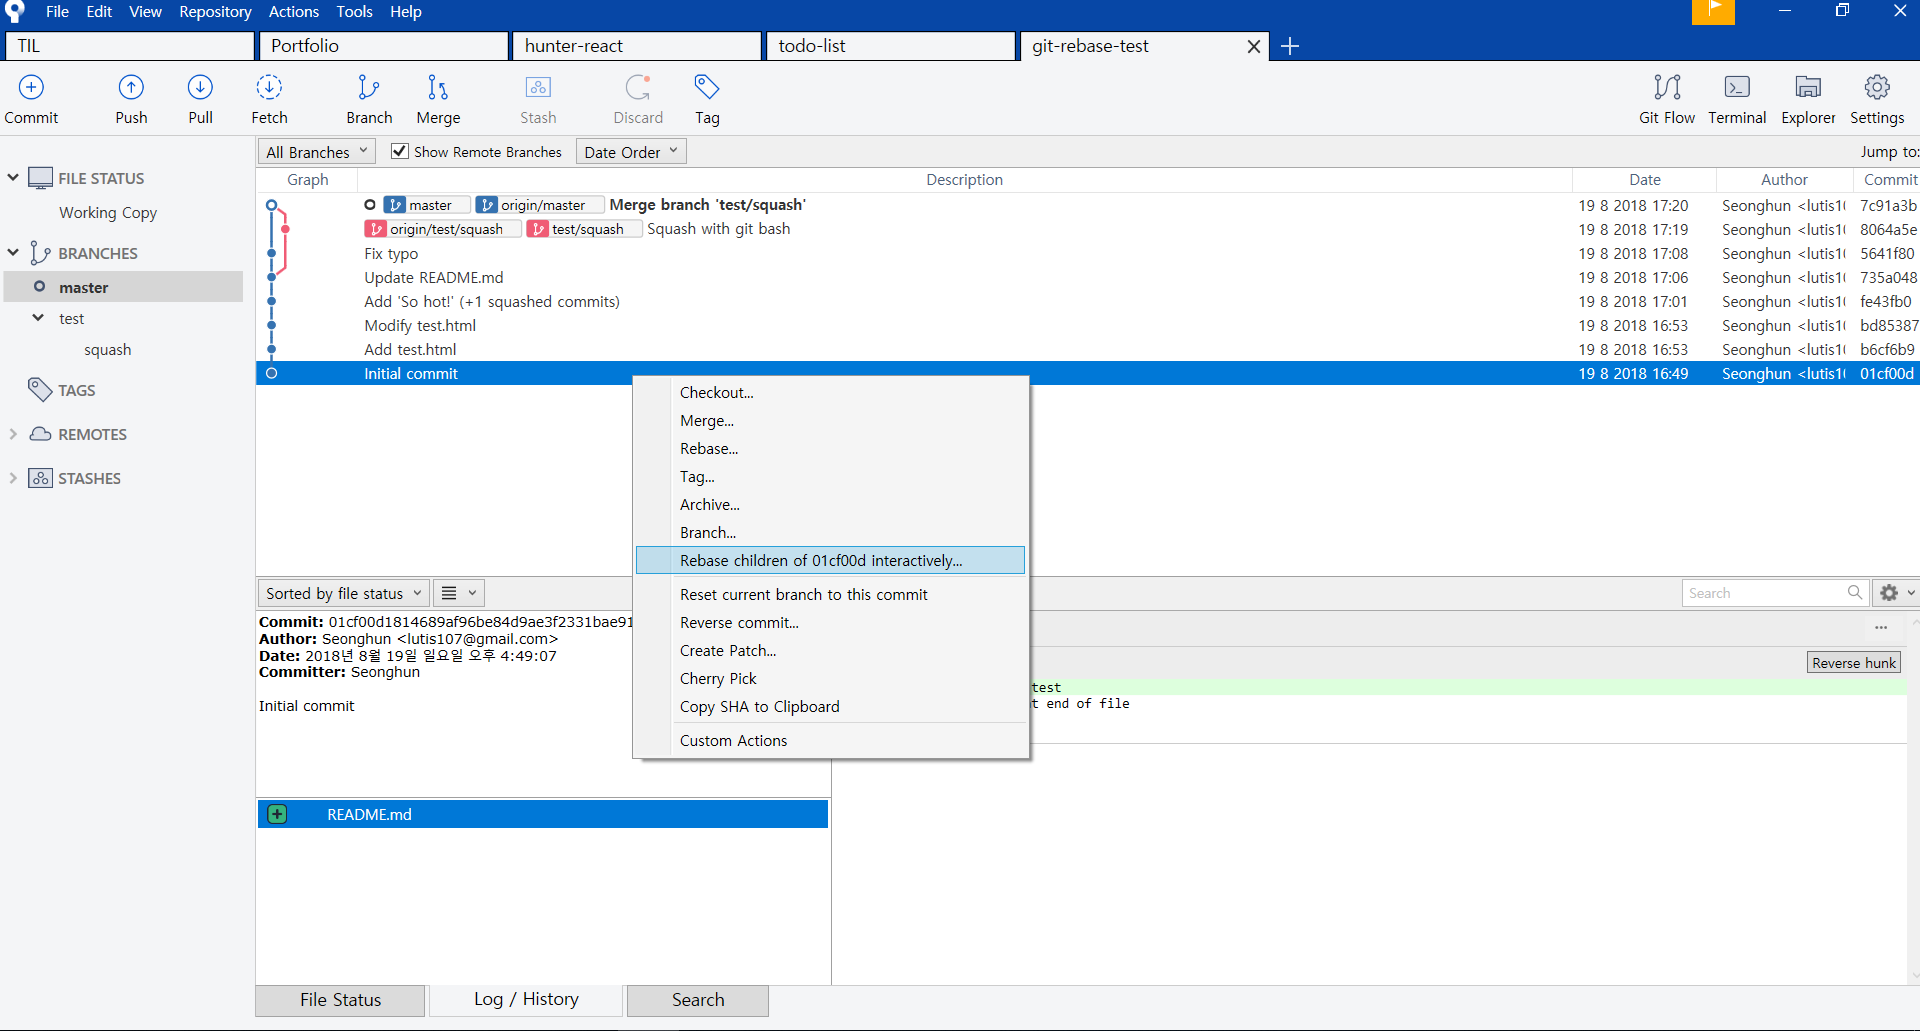 File Edit View Repository Actions Tools Help
TIL Portfolio hunter-react todo-list git-rebase-test
Commit Push Pull Fetch Branch Merge Stash Discard Tag Git Flow Terminal Explorer Settings
All Branches Show Remote Branches Date Order Jump to:
Graph Description Date Author Commit
master origin/master Merge branch 'test/squash' 19 8 2018 17:20 Seonghun <lutis1 7c91a3b
origin/test/squash test/squash Squash with git bash 19 8 2018 17:19 Seonghun <lutis1 8064a5e
Fix typo 19 8 2018 17:08 Seonghun <lutis1 5641f80
Update README.md 19 8 2018 17:06 Seonghun <lutis1 735a048
Add 'So hot!' (+1 squashed commits) 19 8 2018 17:01 Seonghun <lutis1 fe43fb0
Modify test.html 19 8 2018 16:53 Seonghun <lutis1 bd85387
Add test.html 19 8 2018 16:53 Seonghun <lutis1 b6cf6b9
Initial commit 19 8 2018 16:49 Seonghun <lutis1 01cf00d
FILE STATUS
Working Copy
BRANCHES
master
test
squash
TAGS
REMOTES
STASHES
Checkout...
Merge...
Rebase...
Tag...
Archive...
Branch...
Rebase children of 01cf00d interactively...
Reset current branch to this commit
Reverse commit...
Create Patch...
Cherry Pick
Copy SHA to Clipboard
Custom Actions
Sorted by file status Search
Commit: 01cf00d1814689af96be84d9ae3f2331bae91
Author: Seonghun <lutis107@gmail.com>
Date: 2018년 8월 19일 일요일 오후 4:49:07
Committer: Seonghun
Initial commit
...
Reverse hunk
test
t end of file
README.md
File Status Log / History Search